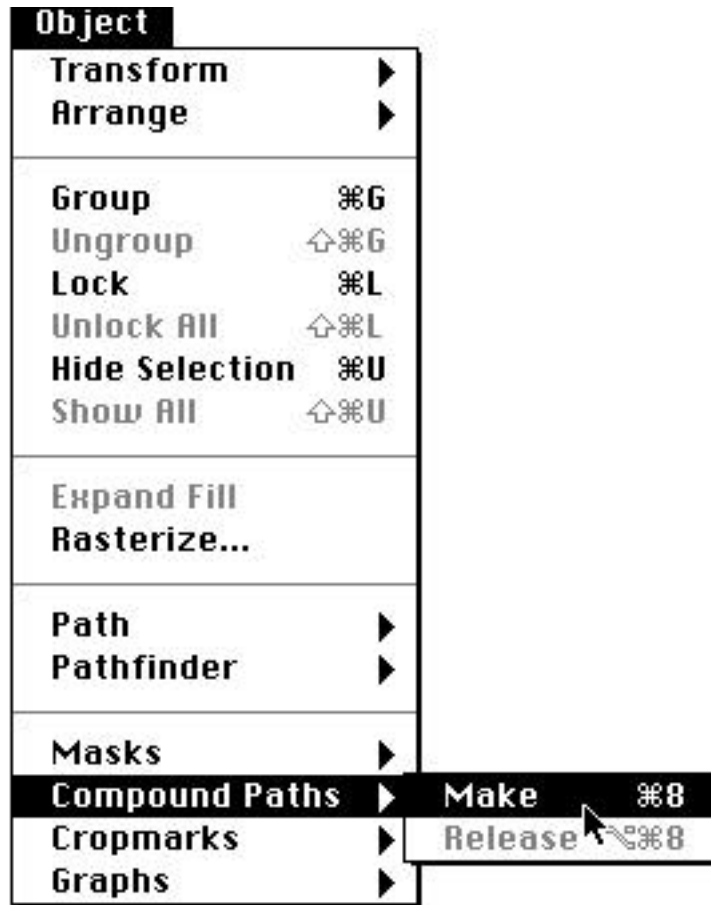 Object
Transform
Arrange
Group ⌘G
Ungroup ⇧⌘G
Lock ⌘L
Unlock All ⇧⌘L
Hide Selection ⌘U
Show All ⇧⌘U
Expand Fill
Rasterize...
Path
Pathfinder
Masks
Compound Paths Make ⌘8
Cropmarks Release ⌥⌘8
Graphs